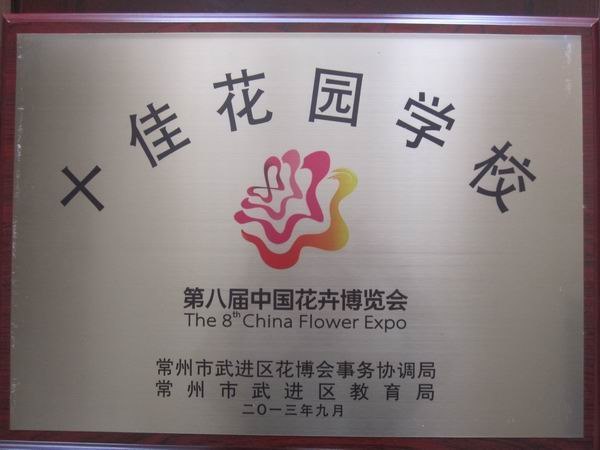 十佳花园学校
第八届中国花卉博览会
The 8th China Flower Expo
常州市武进区花博会事务协调局
常州市武进区教育局
二〇一三年九月